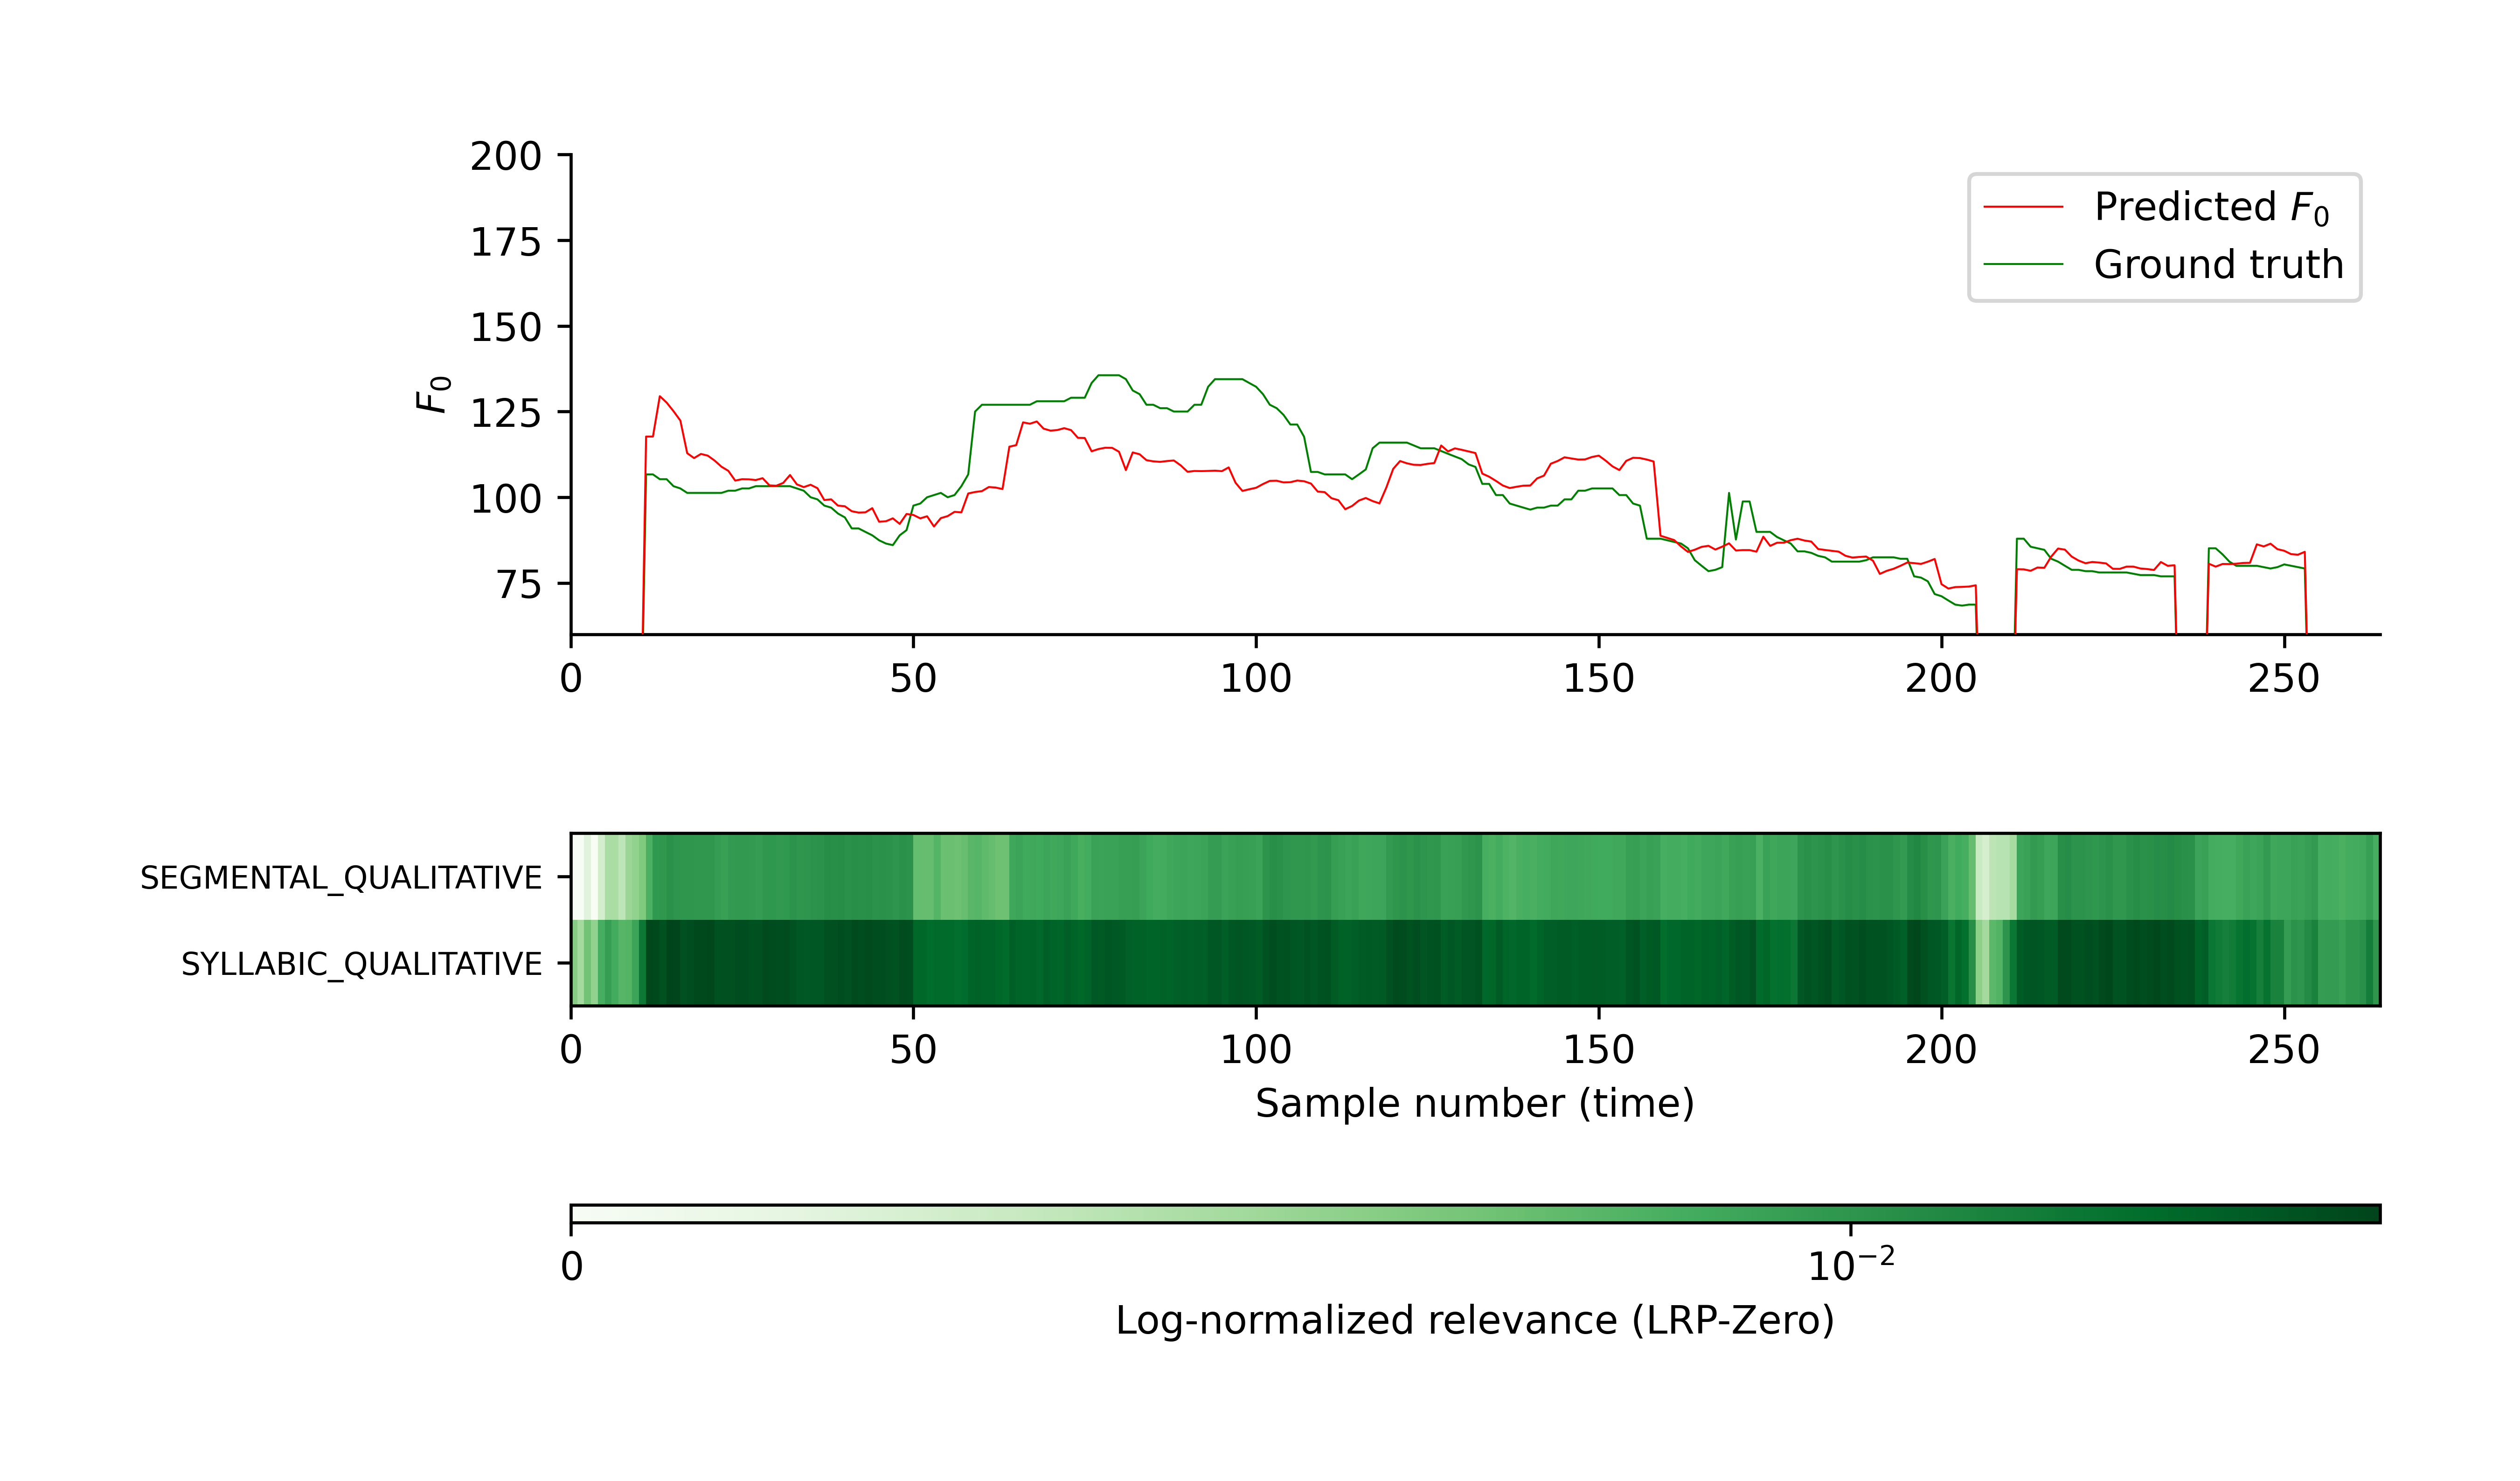 200
175
150
125
100
75
F0
Predicted F0
Ground truth
0 50 100 150 200 250
SEGMENTAL_QUALITATIVE
SYLLABIC_QUALITATIVE
0 50 100 150 200 250
Sample number (time)
0 10−2
Log-normalized relevance (LRP-Zero)